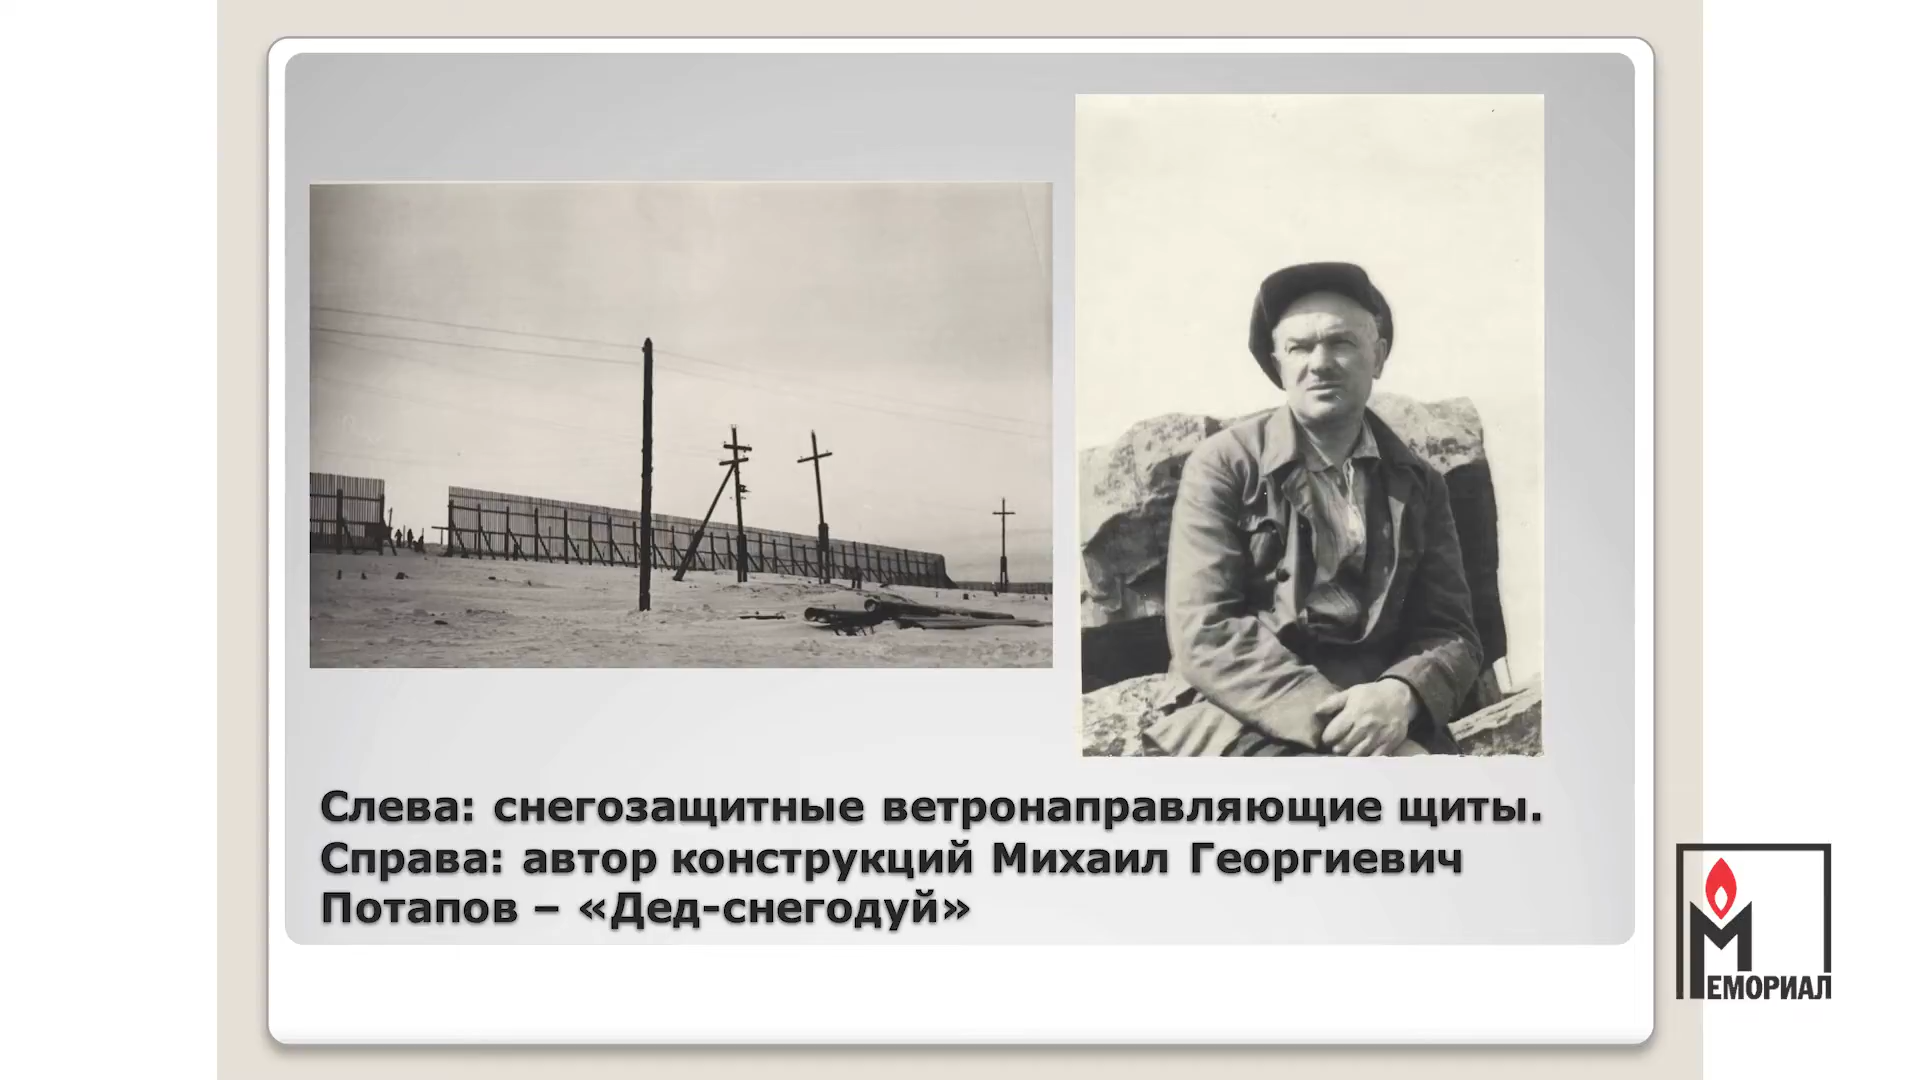 Слева: снегозащитные ветронаправляющие щиты.
Справа: автор конструкций Михаил Георгиевич
Потапов – «Дед-снегодуй»
МЕМОРИАЛ